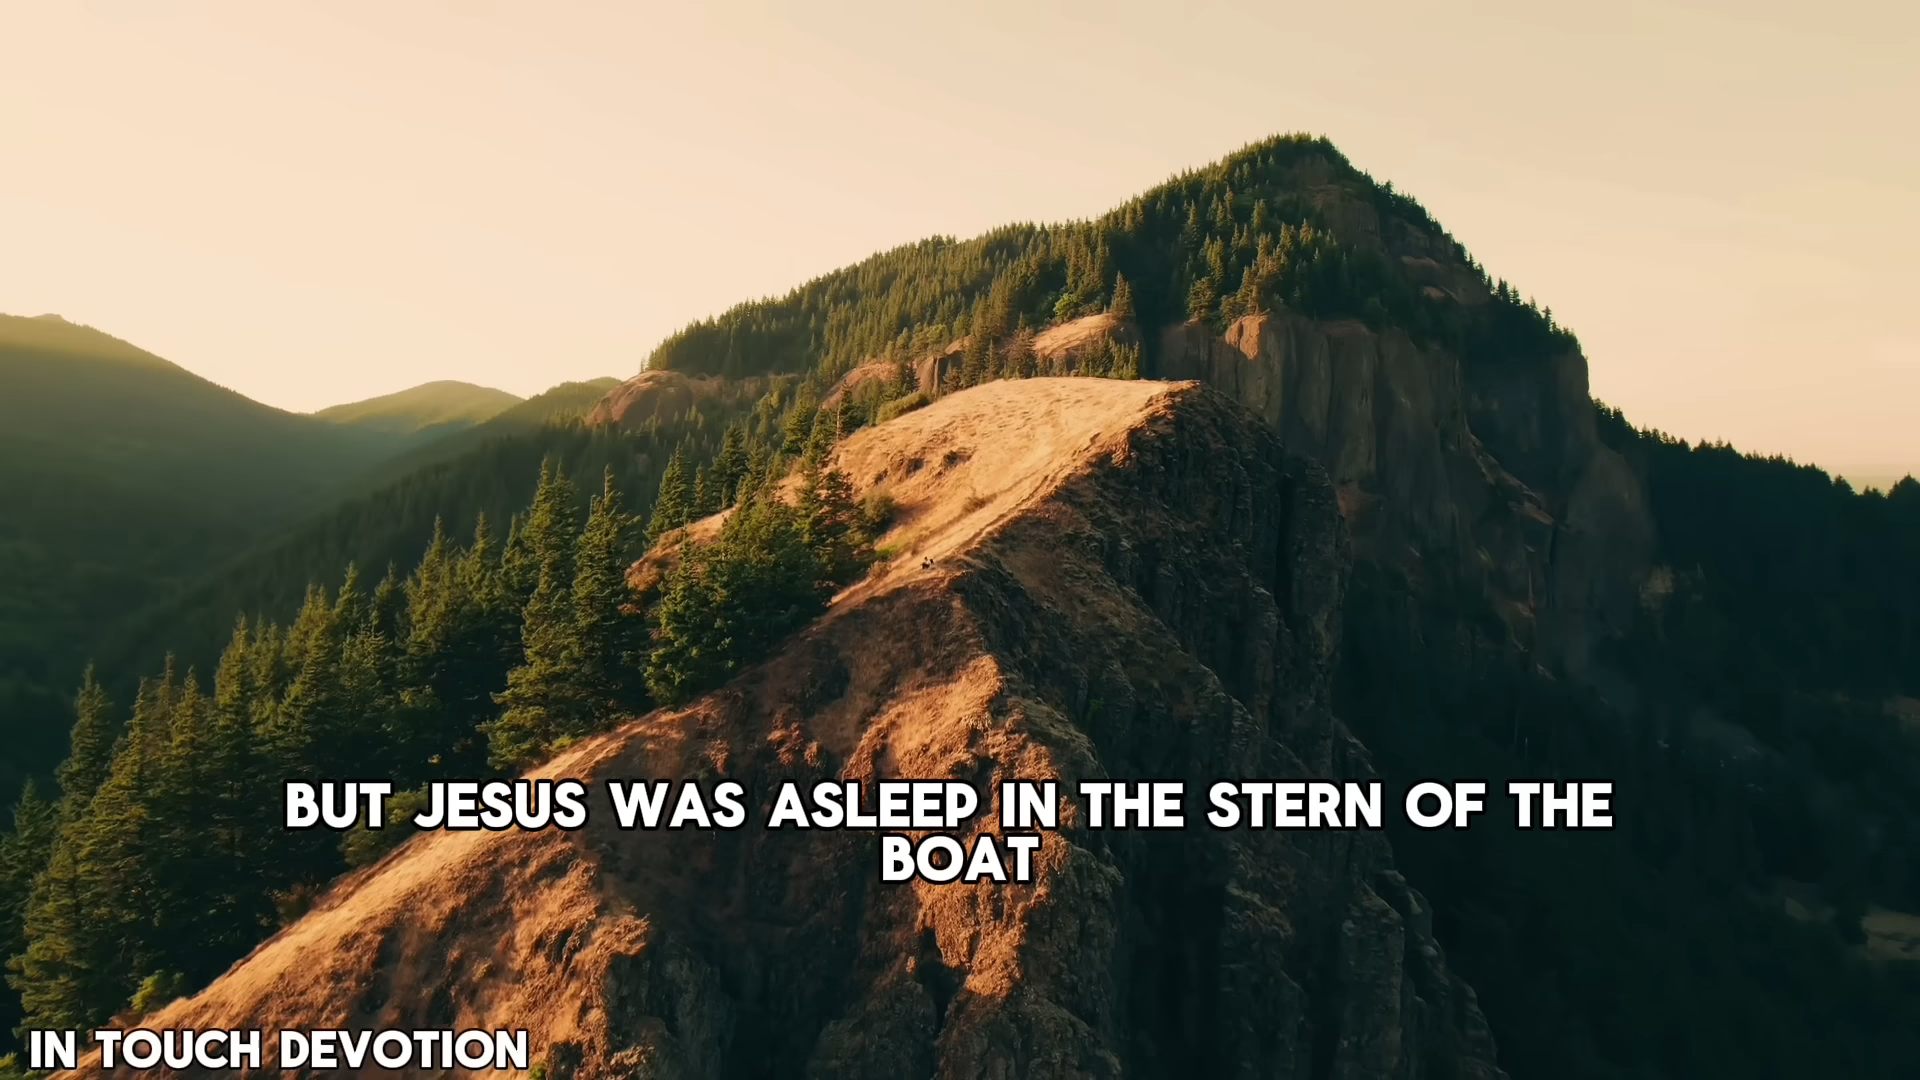 BUT JESUS WAS ASLEEP IN THE STERN OF THE
BOAT
IN TOUCH DEVOTION